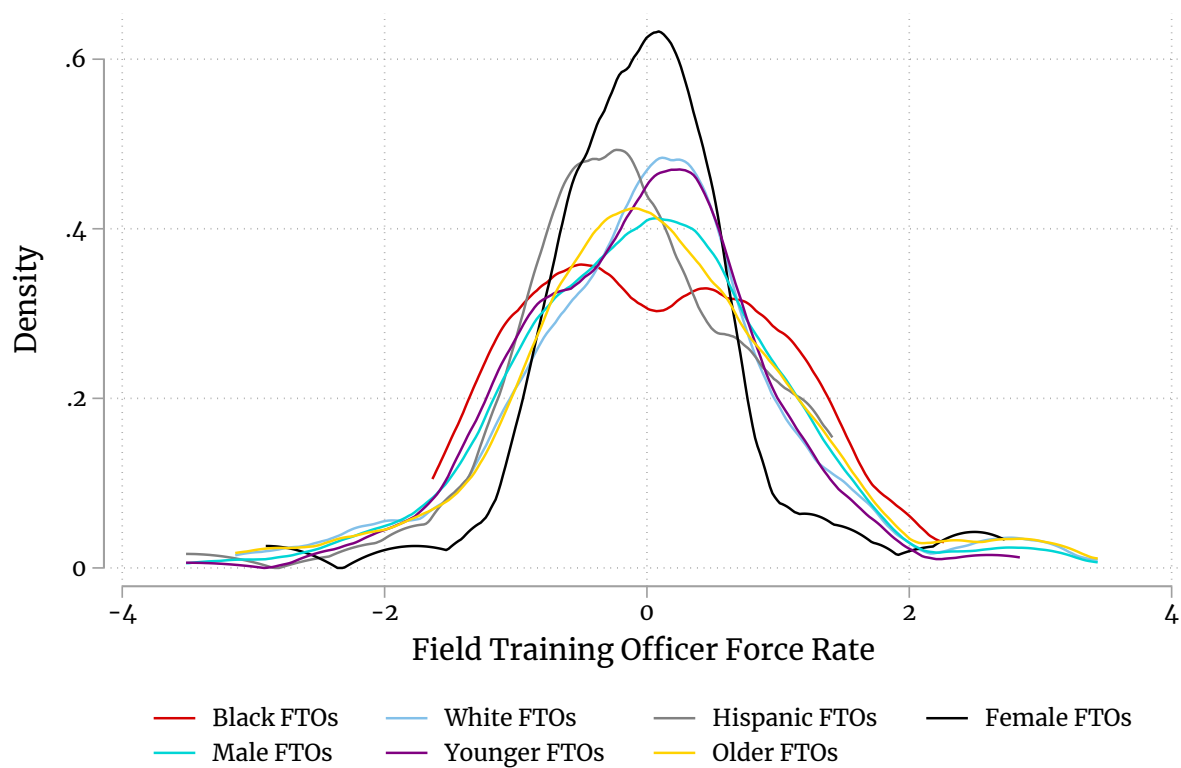 Density
.6
.4
.2
0
-4 -2 0 2 4
Field Training Officer Force Rate
Black FTOs White FTOs Hispanic FTOs Female FTOs
Male FTOs Younger FTOs Older FTOs